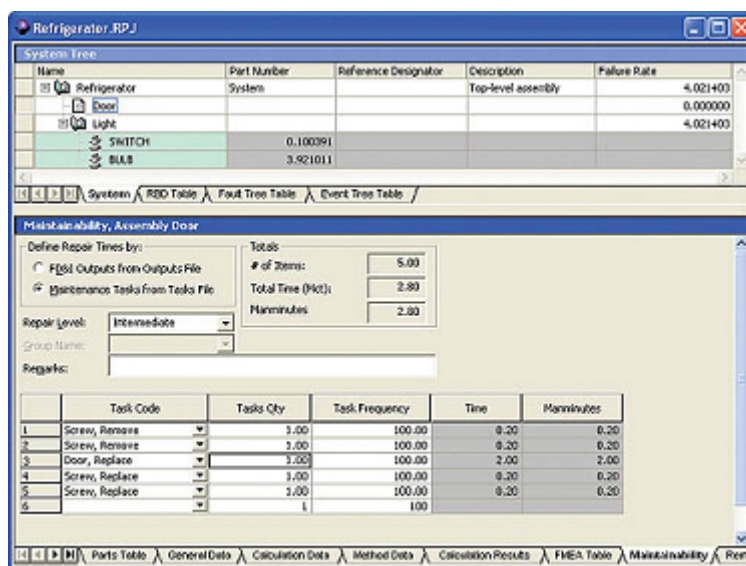 Refrigerator.RPJ
System Tree
Name Part Number Reference Designator Description Failure Rate
Refrigerator System Top-level assembly 4.021403
Door 0.000000
Light 4.021403
SWITCH 0.100391
BULB 3.921011
System RBD Table Fault Tree Table Event Tree Table
Maintainability, Assembly Door
Define Repair Times by: Totals
# of Items: 5.00
Outputs from Outputs File
Maintenance Tasks from Tasks File Total Time (Mct): 2.80
Manminutes 2.80
Repair Level: Intermediate
Group Name:
Remarks:
Task Code Tasks Qty Task Frequency Time Manminutes
1 Screw, Remove 1.00 100.00 0.20 0.20
2 Screw, Remove 1.00 100.00 0.20 0.20
3 Door, Replace 1.00 100.00 2.00 2.00
4 Screw, Replace 1.00 100.00 0.20 0.20
5 Screw, Replace 1.00 100.00 0.20 0.20
6 1 100
Parts Table General Data Calculation Data Method Data Calculation Results FMEA Table Maintainability